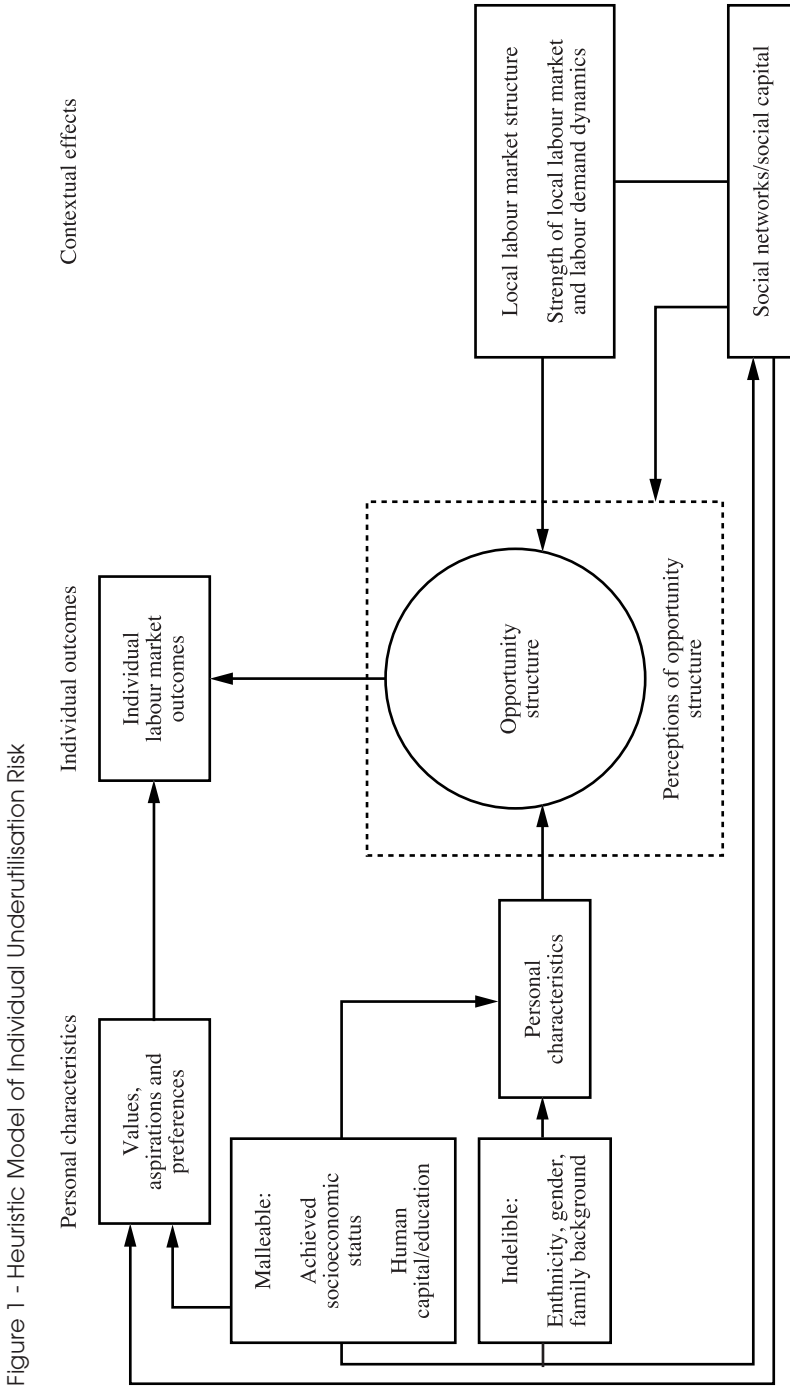 Figure 1 - Heuristic Model of Individual Underutilisation Risk
Personal characteristics
Individual outcomes
Contextual effects
Values,
aspirations and
preferences
Individual
labour market
outcomes
Malleable:
Achieved
socioeconomic
status
Human
capital/education
Indelible:
Enthnicity, gender,
family background
Personal
characteristics
Opportunity
structure
Perceptions of opportunity
structure
Local labour market structure
Strength of local labour market
and labour demand dynamics
Social networks/social capital